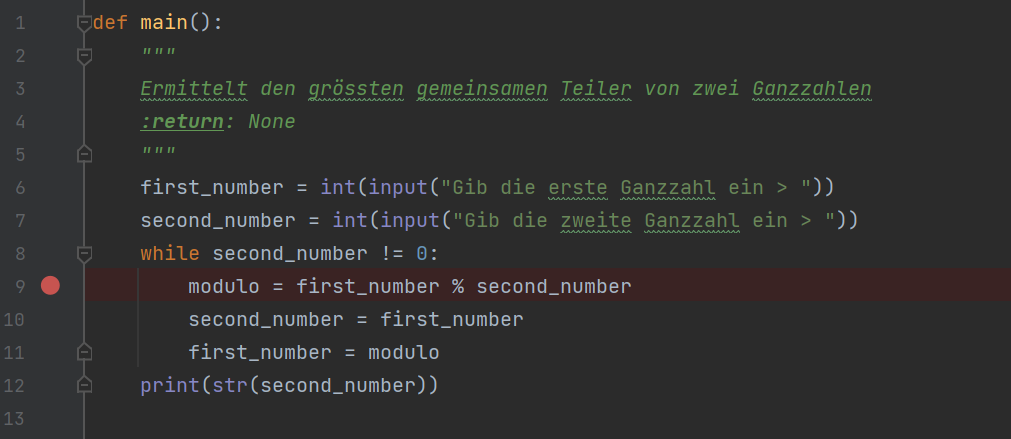 1 def main():
2     """
3     Ermittelt den grössten gemeinsamen Teiler von zwei Ganzzahlen
4     :return: None
5     """
6     first_number = int(input("Gib die erste Ganzzahl ein > "))
7     second_number = int(input("Gib die zweite Ganzzahl ein > "))
8     while second_number != 0:
9         modulo = first_number % second_number
10         second_number = first_number
11         first_number = modulo
12     print(str(second_number))
13